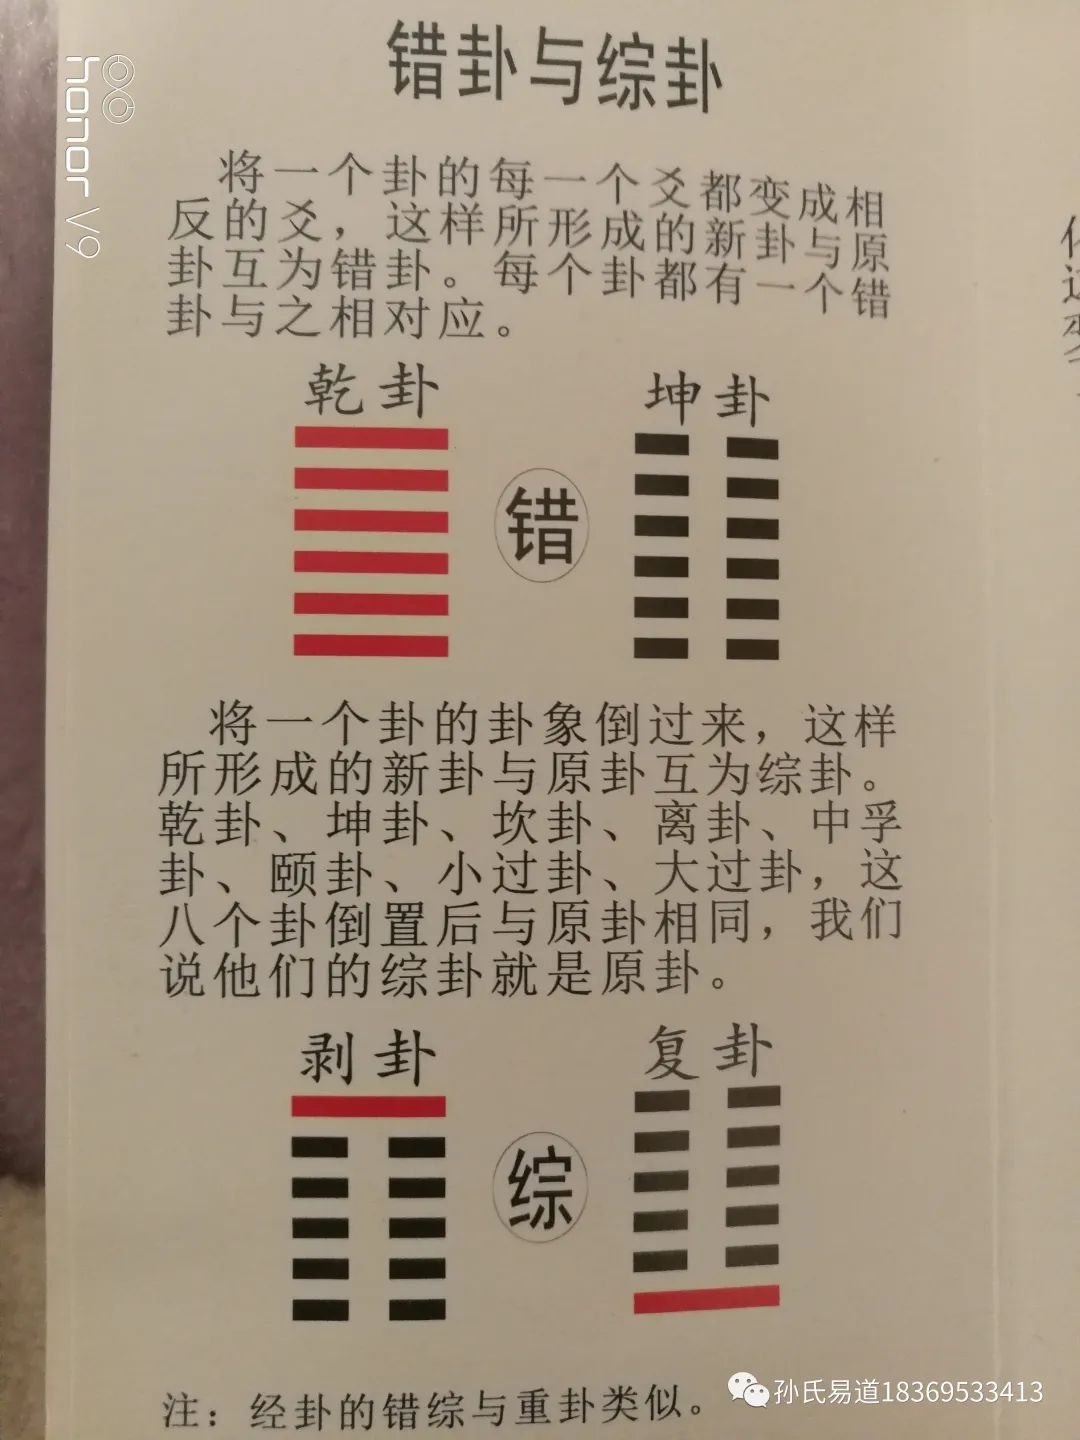 错卦与综卦
将一个卦的每一个爻都变成相
反的爻，这样所形成的新卦与原
卦互为错卦。每个卦都有一个错
卦与之相对应。
乾卦
坤卦
错
将一个卦的卦象倒过来，这样
所形成的新卦与原卦互为综卦。
乾卦、坤卦、坎卦、离卦、中孚
卦、颐卦、小过卦、大过卦，这
八个卦倒置后与原卦相同，我们
说他们的综卦就是原卦。
剥卦
复卦
综
注：经卦的错综与重卦类似。
honor V9
孙氏易道18369533413